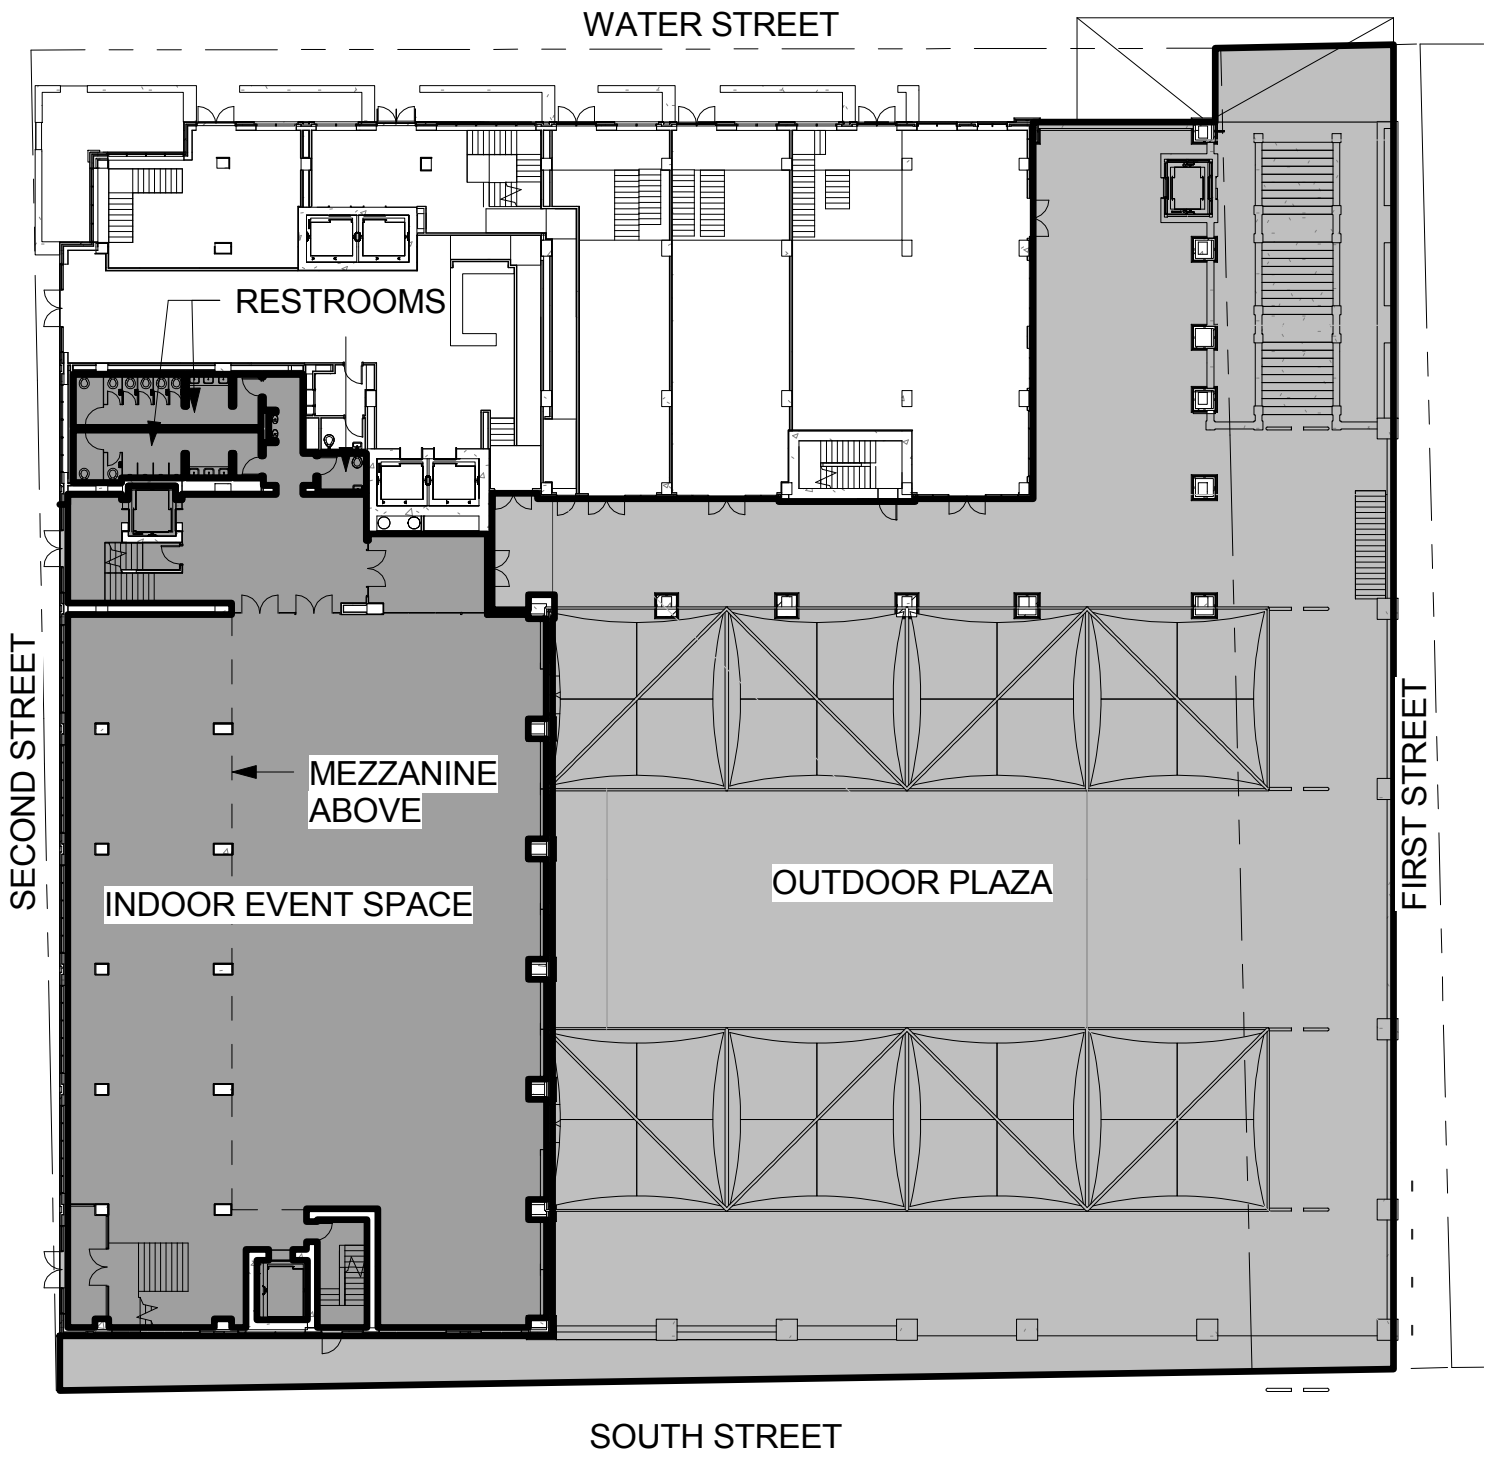 WATER STREET
RESTROOMS
SECOND STREET
MEZZANINE
ABOVE
INDOOR EVENT SPACE
OUTDOOR PLAZA
FIRST STREET
SOUTH STREET